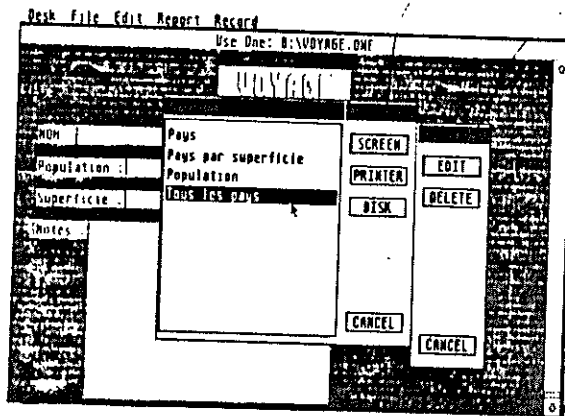 Desk File Edit Report Record
Use One: B:\VOYAGE.ONE
VOYAGE
NOM
Population :
Superficie :
Notes :
Pays
Pays par superficie
Population
Tous les pays
SCREEN
PRINTER
DISK
CANCEL
EDIT
DELETE
CANCEL